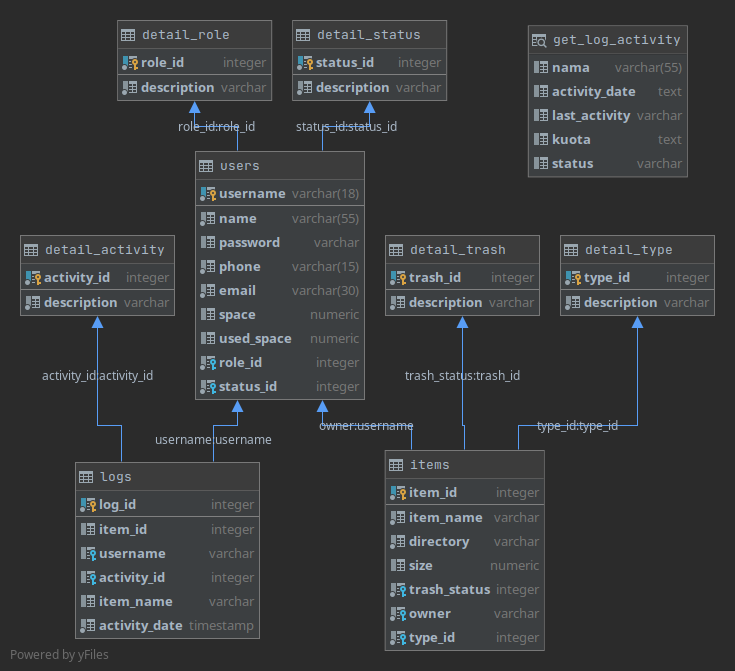 detail_role
role_id integer
description varchar
detail_status
status_id integer
description varchar
get_log_activity
nama varchar(55)
activity_date text
last_activity varchar
kuota text
status varchar
role_id:role_id
status_id:status_id
users
username varchar(18)
name varchar(55)
password varchar
phone varchar(15)
email varchar(30)
space numeric
used_space numeric
role_id integer
status_id integer
detail_activity
activity_id integer
description varchar
detail_trash
trash_id integer
description varchar
detail_type
type_id integer
description varchar
activity_id:activity_id
trash_status:trash_id
username:username
owner:username
type_id:type_id
logs
log_id integer
item_id integer
username varchar
activity_id integer
item_name varchar
activity_date timestamp
items
item_id integer
item_name varchar
directory varchar
size numeric
trash_status integer
owner varchar
type_id integer
Powered by yFiles